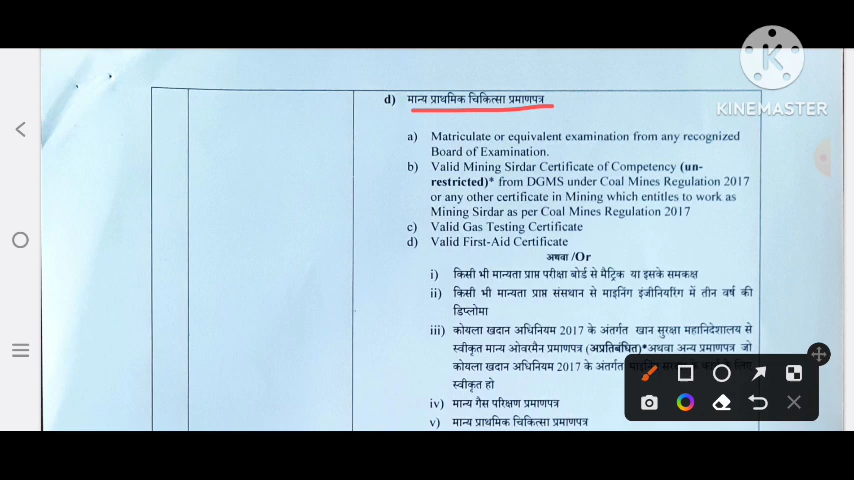 KINEMASTER
d) मान्य प्राथमिक चिकित्सा प्रमाणपत्र
a) Matriculate or equivalent examination from any recognized
Board of Examination.
b) Valid Mining Sirdar Certificate of Competency (un-
restricted)* from DGMS under Coal Mines Regulation 2017
or any other certificate in Mining which entitles to work as
Mining Sirdar as per Coal Mines Regulation 2017
c) Valid Gas Testing Certificate
d) Valid First-Aid Certificate
अथवा /Or
i) किसी भी मान्यता प्राप्त परीक्षा बोर्ड से मैट्रिक या इसके समकक्ष
ii) किसी भी मान्यता प्राप्त संसथान से माइनिंग इंजीनियरिंग में तीन वर्ष की
डिप्लोमा
iii) कोयला खदान अधिनियम 2017 के अंतर्गत खान सुरक्षा महानिदेशालय से
स्वीकृत मान्य ओवरमैन प्रमाणपत्र (अप्रतिबंधित)* अथवा अन्य प्रमाणपत्र जो
कोयला खदान अधिनियम 2017 के अंतर्गत
स्वीकृत हो
iv) मान्य गैस परिक्षण प्रमाणपत्र
v) मान्य प्राथमिक चिकित्सा प्रमाणपत्र